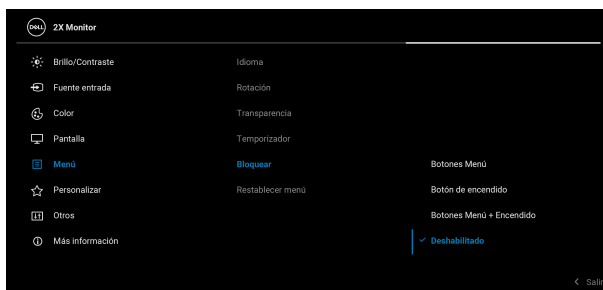 DELL 2X Monitor
Brillo/Contraste Idioma
Fuente entrada Rotación
Color Transparencia
Pantalla Temporizador
Menú Bloquear Botones Menú
Personalizar Restablecer menú Botón de encendido
Otros Botones Menú + Encendido
Más información Deshabilitado